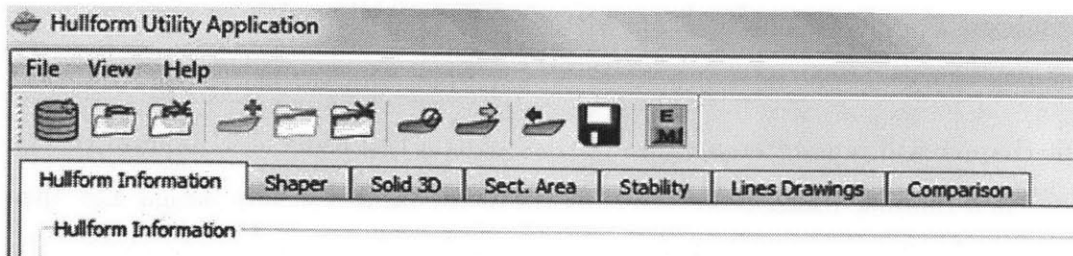 Hullform Utility Application
File View Help
E
M
Hullform Information Shaper Solid 3D Sect. Area Stability Lines Drawings Comparison
Hullform Information